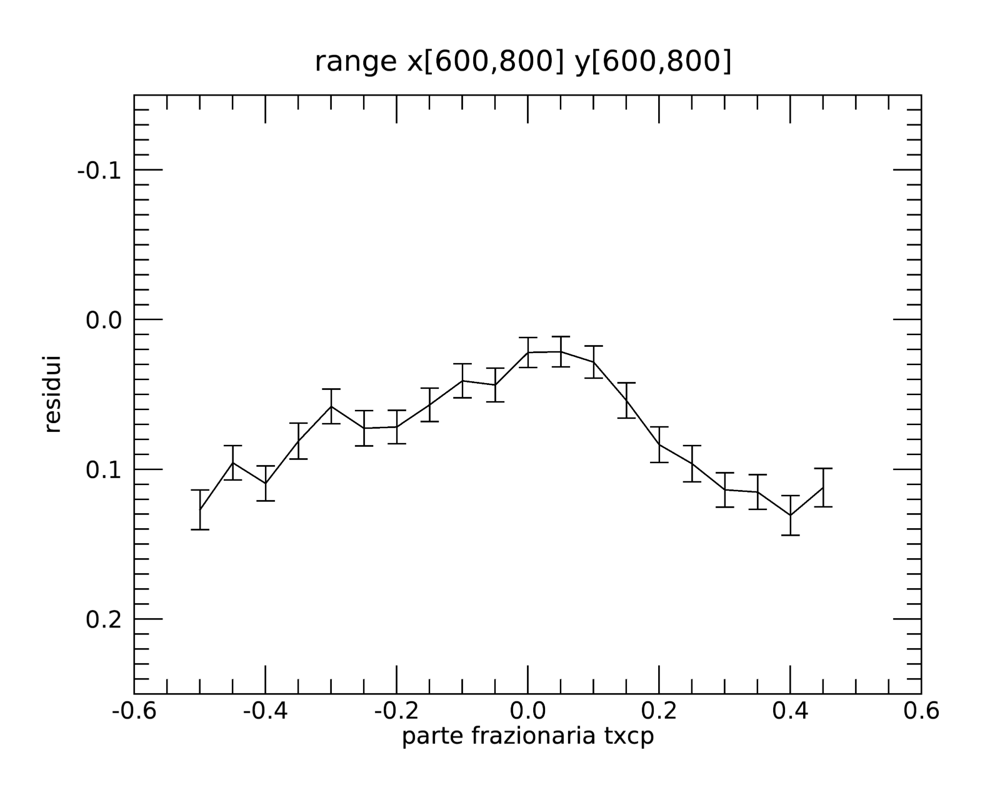 range x[600,800] y[600,800]
-0.1
0.0
0.1
0.2
residui
-0.6 -0.4 -0.2 0.0 0.2 0.4 0.6
parte frazionaria txcp